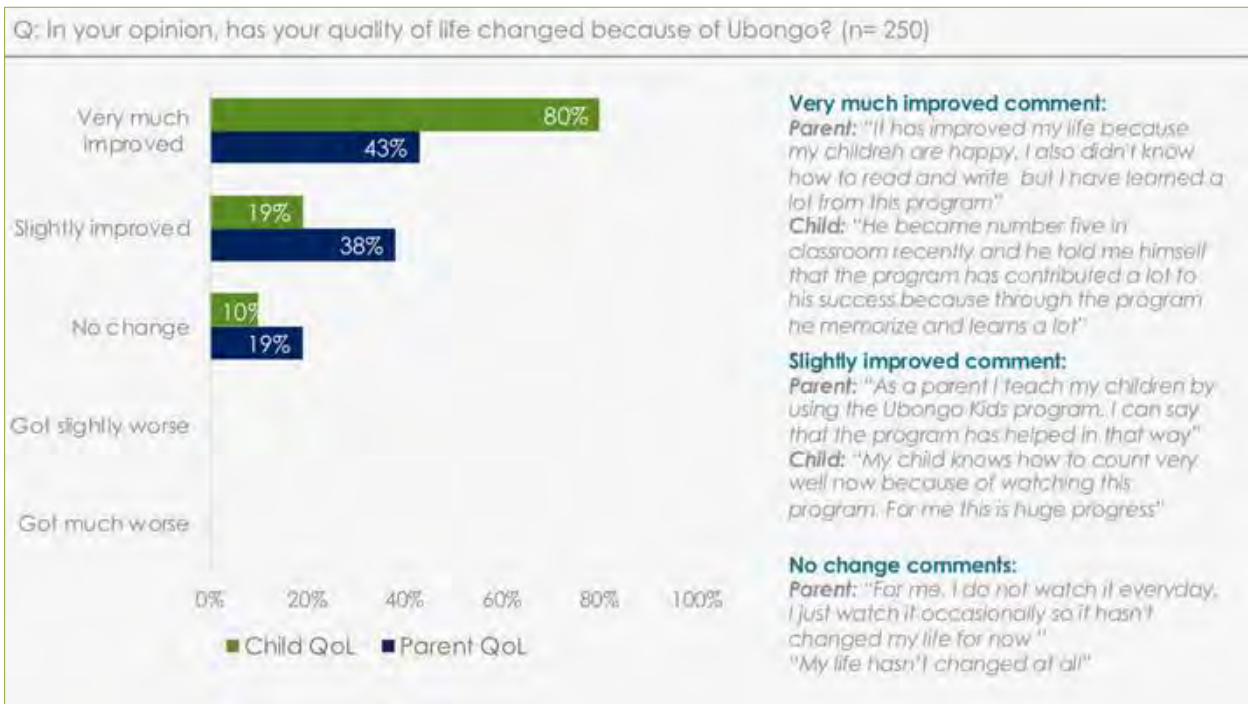 Q: In your opinion, has your quality of life changed because of Ubongo? (n= 250)
Very much
improved
80%
43%
Slightly improved
19%
38%
No change
10%
19%
Got slightly worse
Got much worse
0%
20%
40%
60%
80%
100%
Child QoL
Parent QoL
Very much improved comment:
Parent: “It has improved my life because
my children are happy, I also didn't know
how to read and write but I have learned a
lot from this program”
Child: “He became number five in
classroom recently and he told me himself
that the program has contributed a lot to
his success because through the program
he memorize and learns a lot”
Slightly improved comment:
Parent: “As a parent I teach my children by
using the Ubongo Kids program. I can say
that the program has helped in that way”
Child: “My child knows how to count very
well now because of watching this
program. For me this is huge progress”
No change comments:
Parent: “For me, I do not watch it everyday,
I just watch it occasionally so it hasn't
changed my life for now ”
“My life hasn't changed at all”